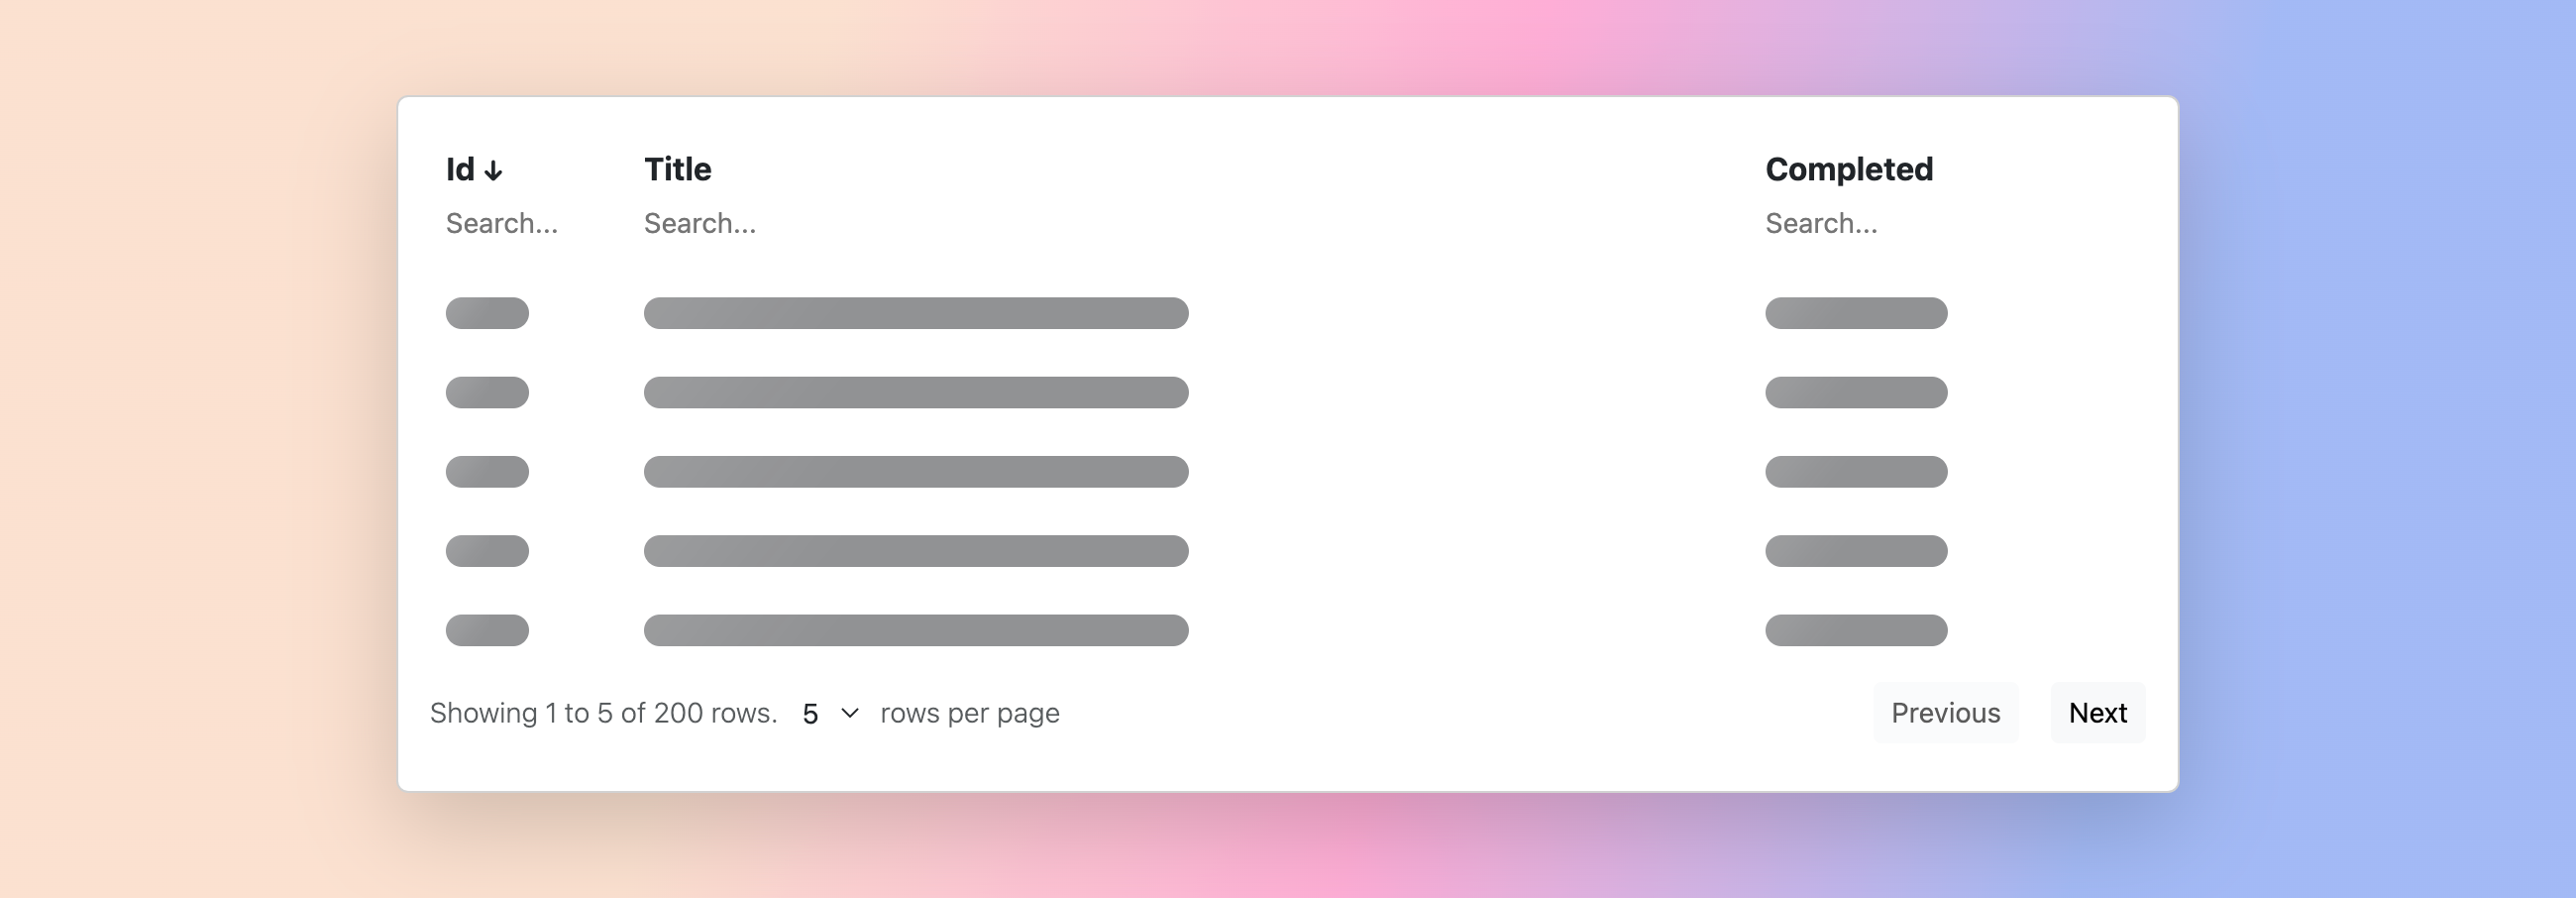 Id ↓ Title Completed
Search... Search... Search...
Showing 1 to 5 of 200 rows. 5 rows per page Previous Next